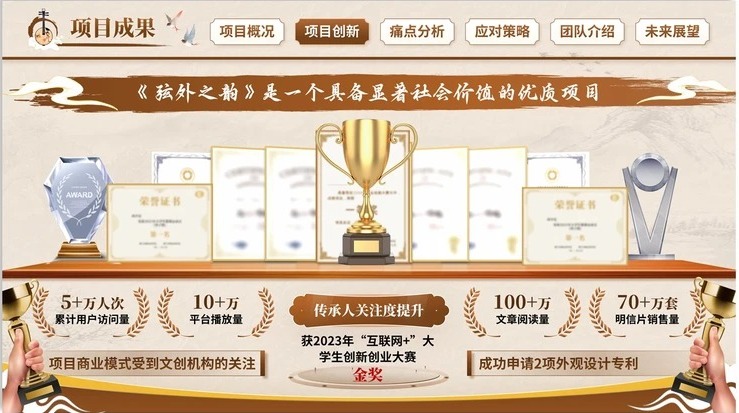 项目成果
项目概况
项目创新
痛点分析
应对策略
团队介绍
未来展望
《弦外之韵》是一个具备显著社会价值的优质项目
AWARD
荣誉证书
第一名
荣誉证书
第一名
5+万人次
累计用户访问量
10+万
平台播放量
传承人关注度提升
获2023年“互联网+”大
学生创新创业大赛
金奖
100+万
文章阅读量
70+万套
明信片销售量
项目商业模式受到文创机构的关注
成功申请2项外观设计专利